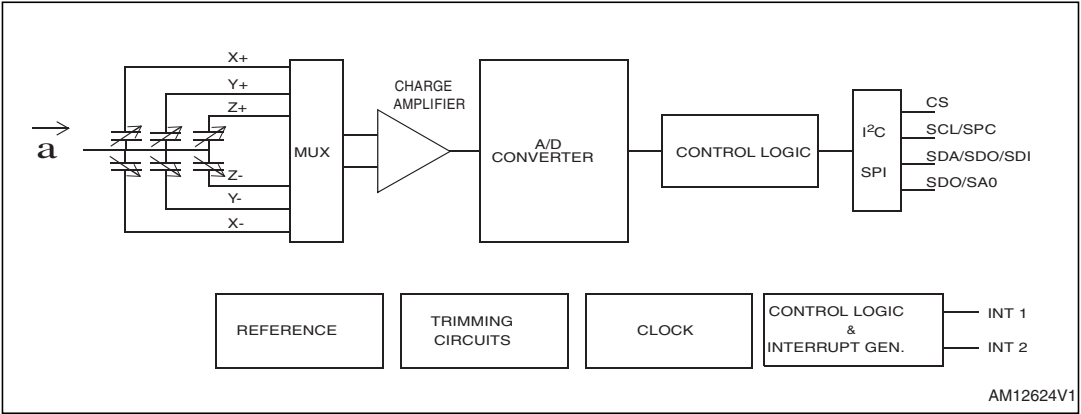 X+
Y+
Z+
a
Z-
Y-
X-
MUX
CHARGE
AMPLIFIER
A/D
CONVERTER
CONTROL LOGIC
I²C
SPI
CS
SCL/SPC
SDA/SDO/SDI
SDO/SA0
REFERENCE
TRIMMING
CIRCUITS
CLOCK
CONTROL LOGIC
&
INTERRUPT GEN.
INT 1
INT 2
AM12624V1